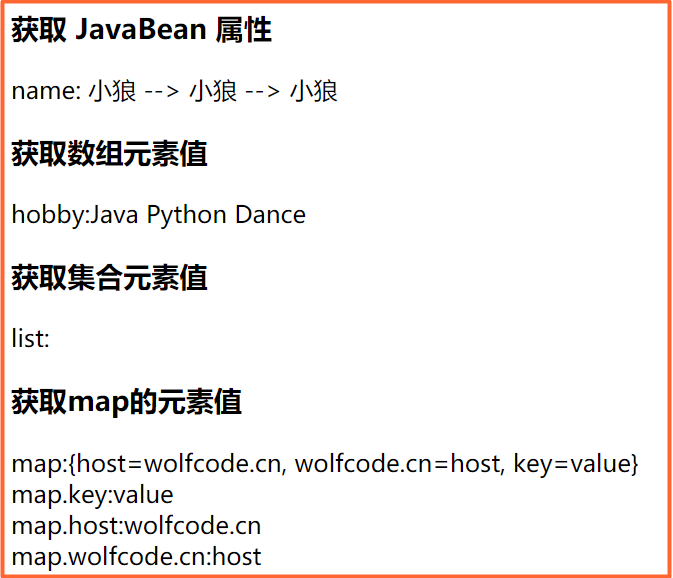 获取 JavaBean 属性
name: 小狼 --> 小狼 --> 小狼
获取数组元素值
hobby:Java Python Dance
获取集合元素值
list:
获取map的元素值
map:{host=wolfcode.cn, wolfcode.cn=host, key=value}
map.key:value
map.host:wolfcode.cn
map.wolfcode.cn:host